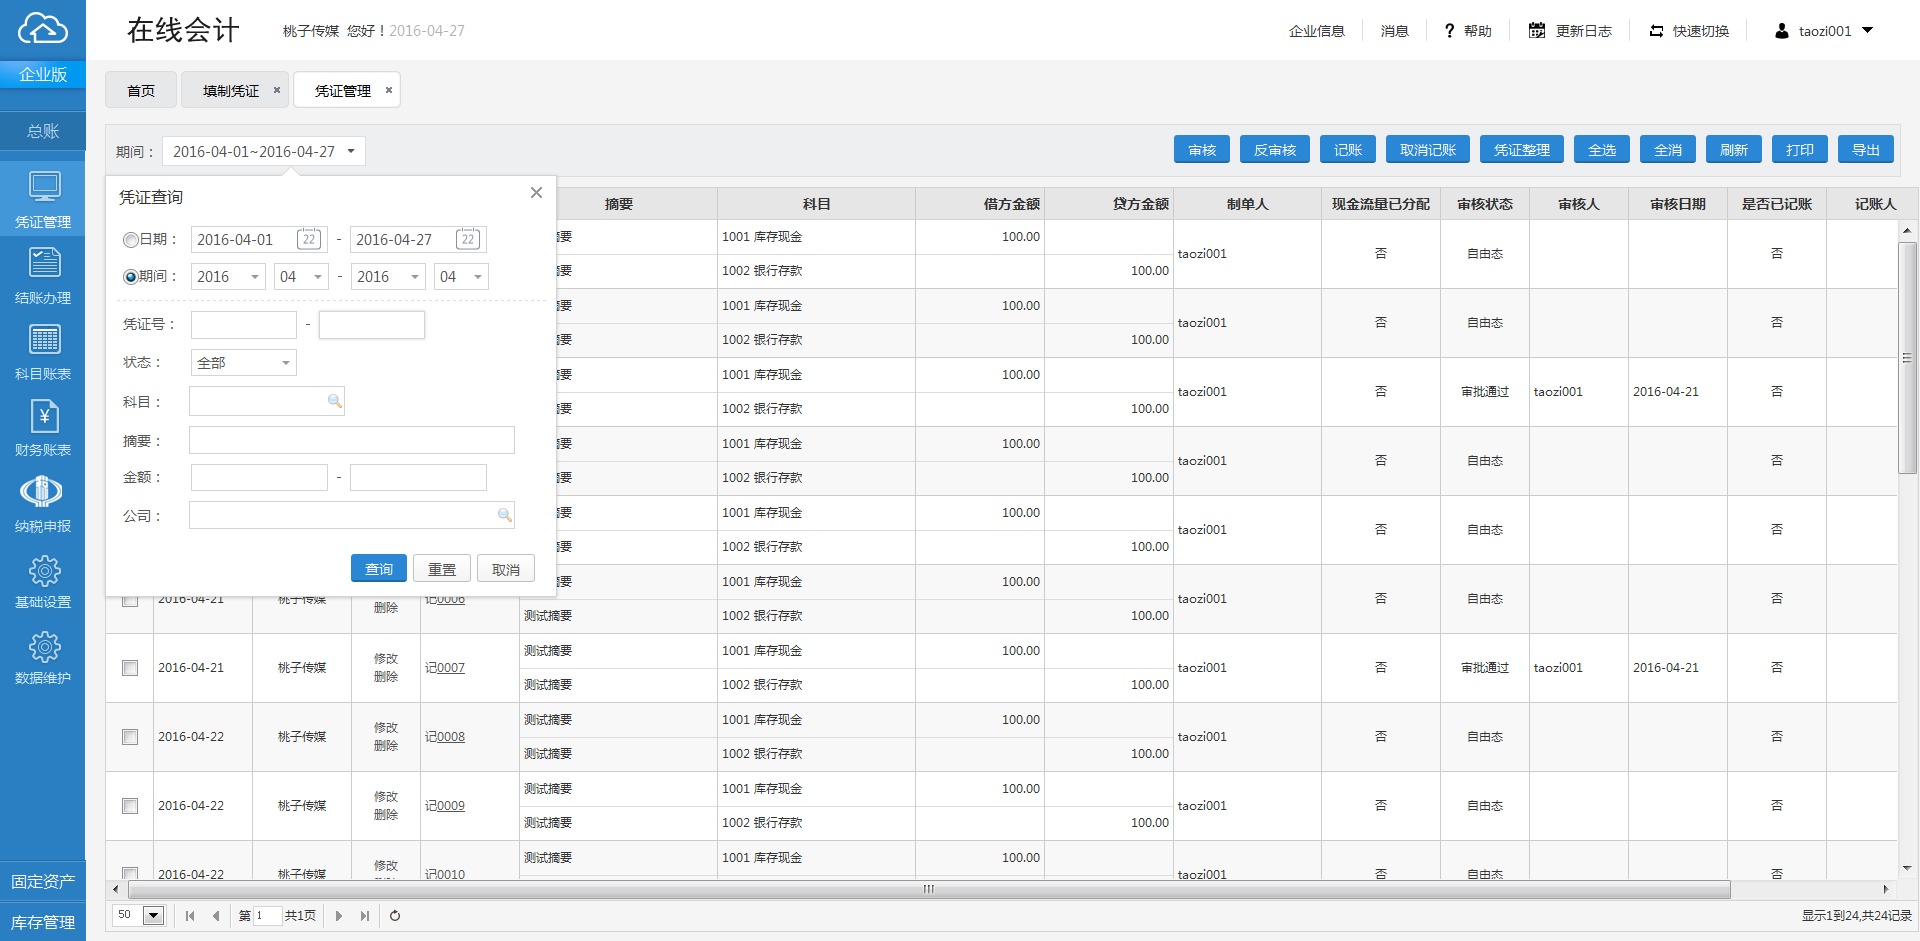 在线会计
桃子传媒 您好！2016-04-27
企业信息 消息 ? 帮助 更新日志 快速切换 taozi001
企业版
总账
凭证管理
结账办理
科目账表
财务账表
纳税申报
基础设置
数据维护
固定资产
库存管理
首页 填制凭证 × 凭证管理 ×
期间： 2016-04-01~2016-04-27
审核 反审核 记账 取消记账 凭证整理 全选 全消 刷新 打印 导出
凭证查询
日期： 2016-04-01 22 - 2016-04-27 22
期间： 2016 04 - 2016 04
凭证号： -
状态： 全部
科目：
摘要：
金额： -
公司：
查询 重置 取消
摘要 科目 借方金额 贷方金额 制单人 现金流量已分配 审核状态 审核人 审核日期 是否已记账 记账人
要 1001 库存现金 100.00
taozi001 否 自由态 否
要 1002 银行存款 100.00
要 1001 库存现金 100.00
taozi001 否 自由态 否
要 1002 银行存款 100.00
要 1001 库存现金 100.00
taozi001 否 审批通过 taozi001 2016-04-21 否
要 1002 银行存款 100.00
要 1001 库存现金 100.00
taozi001 否 自由态 否
要 1002 银行存款 100.00
要 1001 库存现金 100.00
taozi001 否 自由态 否
要 1002 银行存款 100.00
要 1001 库存现金 100.00
2016-04-21 桃子传媒 删除 记0006 taozi001 否 自由态 否
测试摘要 1002 银行存款 100.00
测试摘要 1001 库存现金 100.00
2016-04-21 桃子传媒 修改 删除 记0007 taozi001 否 审批通过 taozi001 2016-04-21 否
测试摘要 1002 银行存款 100.00
测试摘要 1001 库存现金 100.00
2016-04-22 桃子传媒 修改 删除 记0008 taozi001 否 自由态 否
测试摘要 1002 银行存款 100.00
测试摘要 1001 库存现金 100.00
2016-04-22 桃子传媒 修改 删除 记0009 taozi001 否 自由态 否
测试摘要 1002 银行存款 100.00
测试摘要 1001 库存现金 100.00
2016-04-22 桃子传媒 修改 记0010 taozi001 否 自由态 否
50 第 1 共1页
显示1到24,共24记录